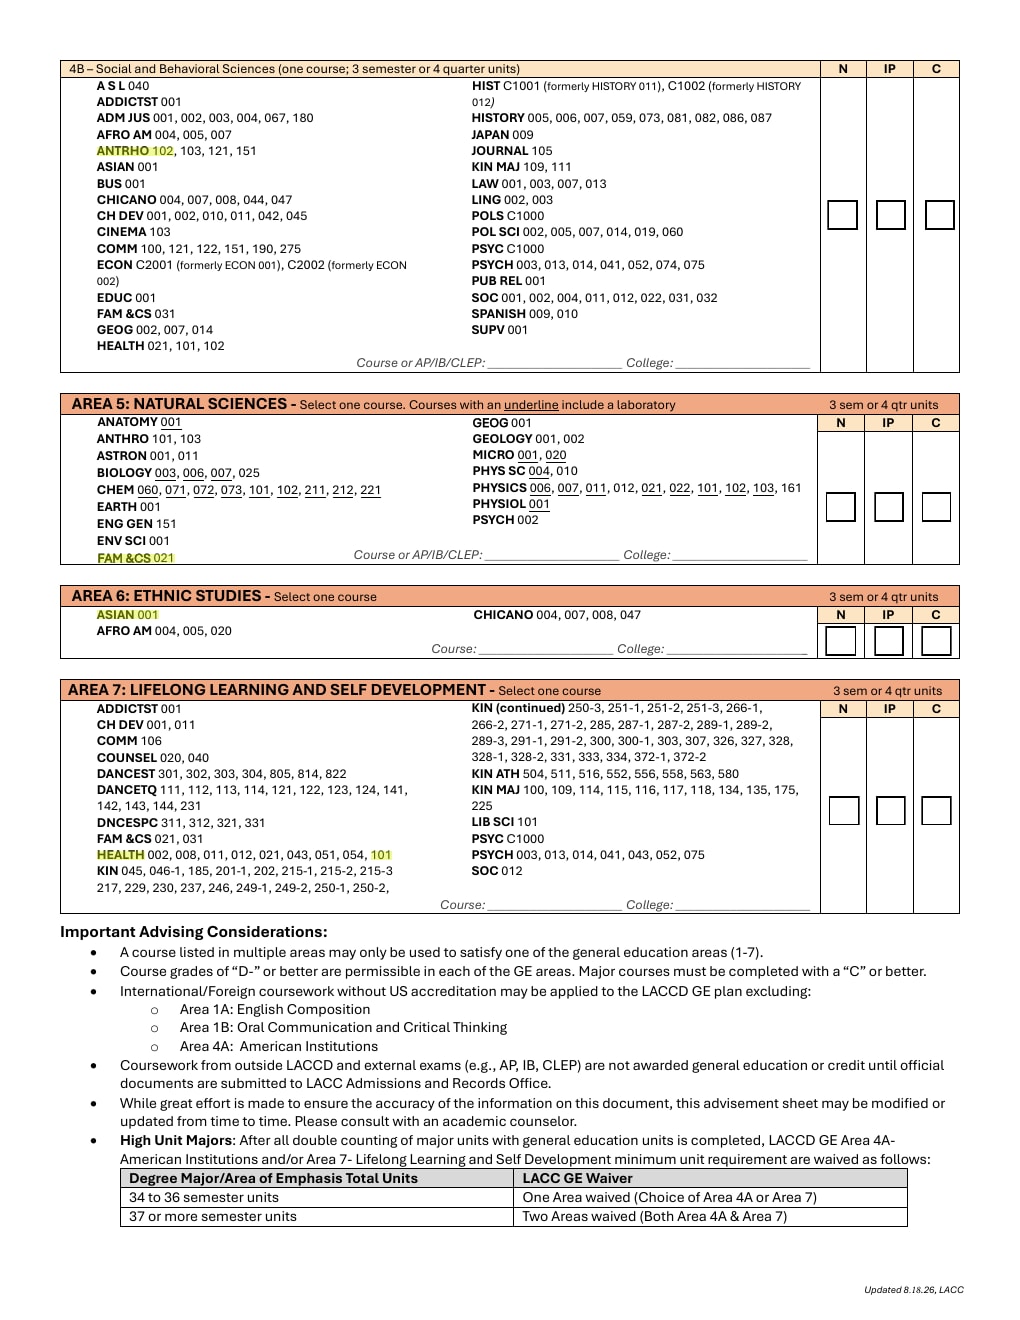 4B – Social and Behavioral Sciences (one course; 3 semester or 4 quarter units) N IP C
A S L 040
ADDICTST 001
ADM JUS 001, 002, 003, 004, 067, 180
AFRO AM 004, 005, 007
ANTRHO 102, 103, 121, 151
ASIAN 001
BUS 001
CHICANO 004, 007, 008, 044, 047
CH DEV 001, 002, 010, 011, 042, 045
CINEMA 103
COMM 100, 121, 122, 151, 190, 275
ECON C2001 (formerly ECON 001), C2002 (formerly ECON
002)
EDUC 001
FAM &CS 031
GEOG 002, 007, 014
HEALTH 021, 101, 102
HIST C1001 (formerly HISTORY 011), C1002 (formerly HISTORY
012)
HISTORY 005, 006, 007, 059, 073, 081, 082, 086, 087
JAPAN 009
JOURNAL 105
KIN MAJ 109, 111
LAW 001, 003, 007, 013
LING 002, 003
POLS C1000
POL SCI 002, 005, 007, 014, 019, 060
PSYC C1000
PSYCH 003, 013, 014, 041, 052, 074, 075
PUB REL 001
SOC 001, 002, 004, 011, 012, 022, 031, 032
SPANISH 009, 010
SUPV 001
Course or AP/IB/CLEP: ____________________ College: ____________________
AREA 5: NATURAL SCIENCES - Select one course. Courses with an underline include a laboratory 3 sem or 4 qtr units
N IP C
ANATOMY 001
ANTHRO 101, 103
ASTRON 001, 011
BIOLOGY 003, 006, 007, 025
CHEM 060, 071, 072, 073, 101, 102, 211, 212, 221
EARTH 001
ENG GEN 151
ENV SCI 001
FAM &CS 021
GEOG 001
GEOLOGY 001, 002
MICRO 001, 020
PHYS SC 004, 010
PHYSICS 006, 007, 011, 012, 021, 022, 101, 102, 103, 161
PHYSIOL 001
PSYCH 002
Course or AP/IB/CLEP: ____________________ College: ____________________
AREA 6: ETHNIC STUDIES - Select one course 3 sem or 4 qtr units
N IP C
ASIAN 001
AFRO AM 004, 005, 020
CHICANO 004, 007, 008, 047
Course: ____________________ College: _____________________
AREA 7: LIFELONG LEARNING AND SELF DEVELOPMENT - Select one course 3 sem or 4 qtr units
N IP C
ADDICTST 001
CH DEV 001, 011
COMM 106
COUNSEL 020, 040
DANCEST 301, 302, 303, 304, 805, 814, 822
DANCETQ 111, 112, 113, 114, 121, 122, 123, 124, 141,
142, 143, 144, 231
DNCESPC 311, 312, 321, 331
FAM &CS 021, 031
HEALTH 002, 008, 011, 012, 021, 043, 051, 054, 101
KIN 045, 046-1, 185, 201-1, 202, 215-1, 215-2, 215-3
217, 229, 230, 237, 246, 249-1, 249-2, 250-1, 250-2,
KIN (continued) 250-3, 251-1, 251-2, 251-3, 266-1,
266-2, 271-1, 271-2, 285, 287-1, 287-2, 289-1, 289-2,
289-3, 291-1, 291-2, 300, 300-1, 303, 307, 326, 327, 328,
328-1, 328-2, 331, 333, 334, 372-1, 372-2
KIN ATH 504, 511, 516, 552, 556, 558, 563, 580
KIN MAJ 100, 109, 114, 115, 116, 117, 118, 134, 135, 175,
225
LIB SCI 101
PSYC C1000
PSYCH 003, 013, 014, 041, 043, 052, 075
SOC 012
Course: ____________________ College: ____________________
Important Advising Considerations:
• A course listed in multiple areas may only be used to satisfy one of the general education areas (1-7).
• Course grades of “D-” or better are permissible in each of the GE areas. Major courses must be completed with a “C” or better.
• International/Foreign coursework without US accreditation may be applied to the LACCD GE plan excluding:
o Area 1A: English Composition
o Area 1B: Oral Communication and Critical Thinking
o Area 4A: American Institutions
• Coursework from outside LACCD and external exams (e.g., AP, IB, CLEP) are not awarded general education or credit until official
documents are submitted to LACC Admissions and Records Office.
• While great effort is made to ensure the accuracy of the information on this document, this advisement sheet may be modified or
updated from time to time. Please consult with an academic counselor.
• High Unit Majors: After all double counting of major units with general education units is completed, LACCD GE Area 4A-
American Institutions and/or Area 7- Lifelong Learning and Self Development minimum unit requirement are waived as follows:
Degree Major/Area of Emphasis Total Units LACC GE Waiver
34 to 36 semester units One Area waived (Choice of Area 4A or Area 7)
37 or more semester units Two Areas waived (Both Area 4A & Area 7)
Updated 8.18.26, LACC